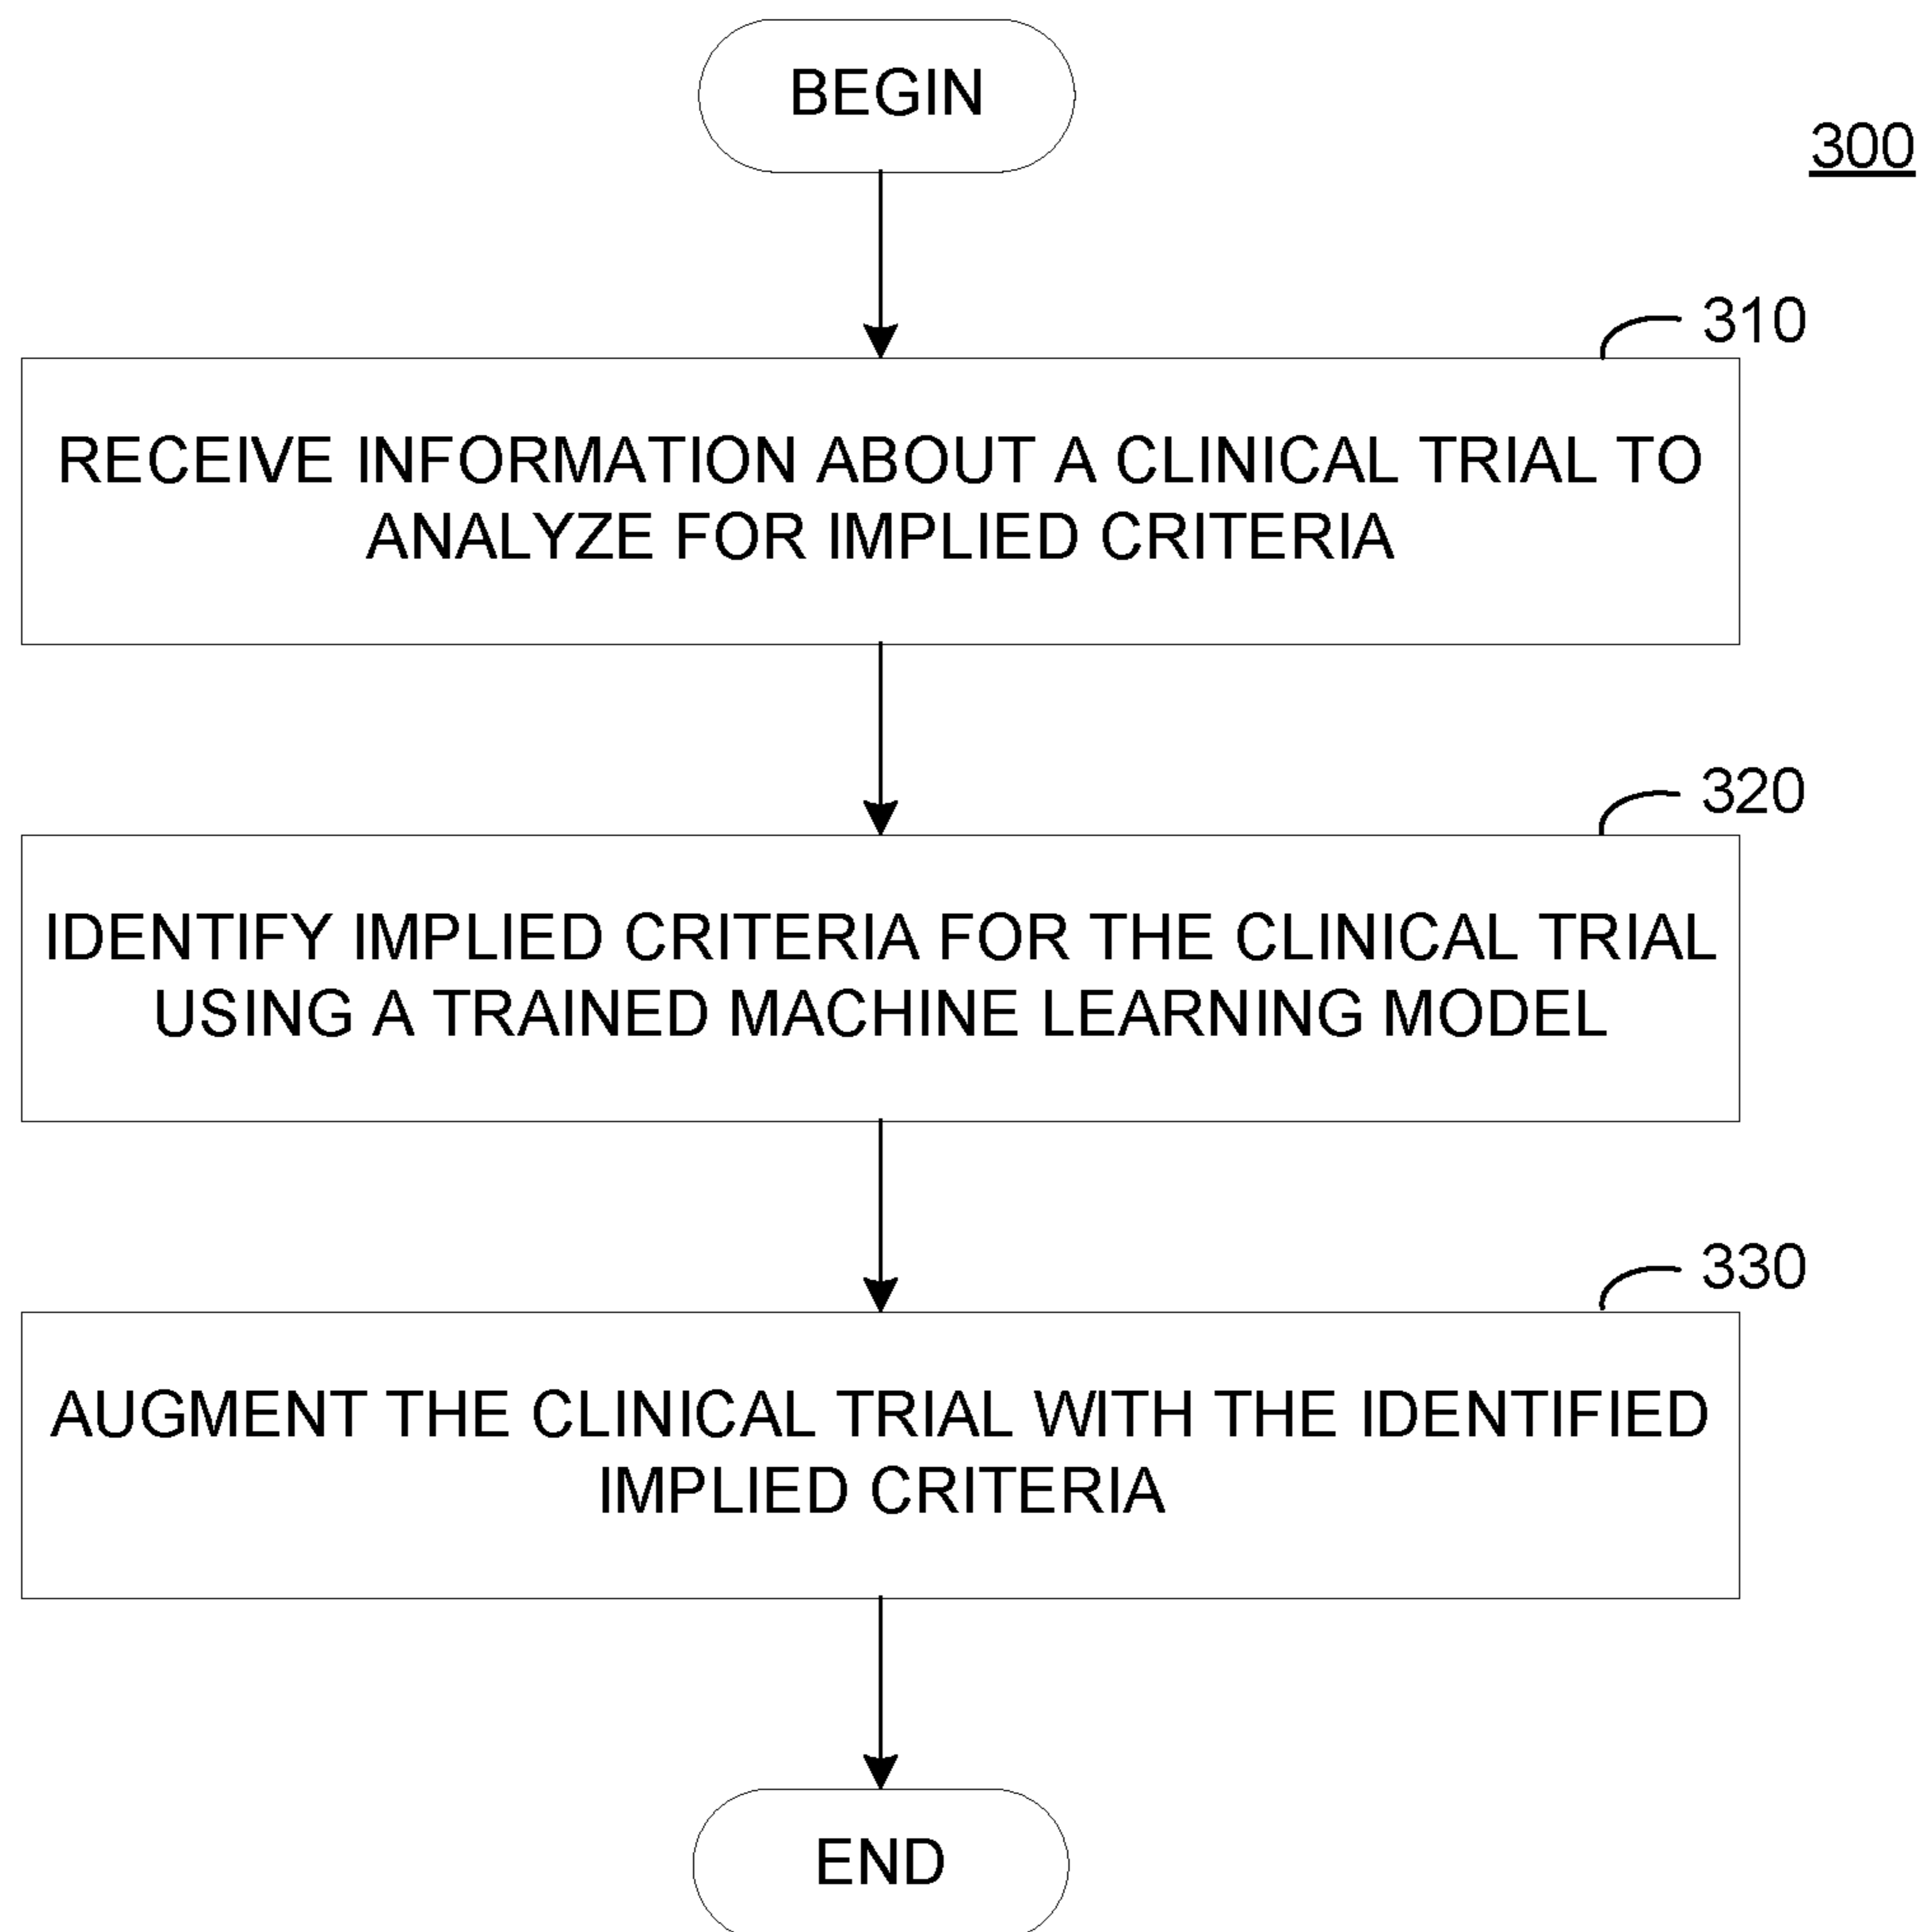 BEGIN
300
310
RECEIVE INFORMATION ABOUT A CLINICAL TRIAL TO
ANALYZE FOR IMPLIED CRITERIA
320
IDENTIFY IMPLIED CRITERIA FOR THE CLINICAL TRIAL
USING A TRAINED MACHINE LEARNING MODEL
330
AUGMENT THE CLINICAL TRIAL WITH THE IDENTIFIED
IMPLIED CRITERIA
END